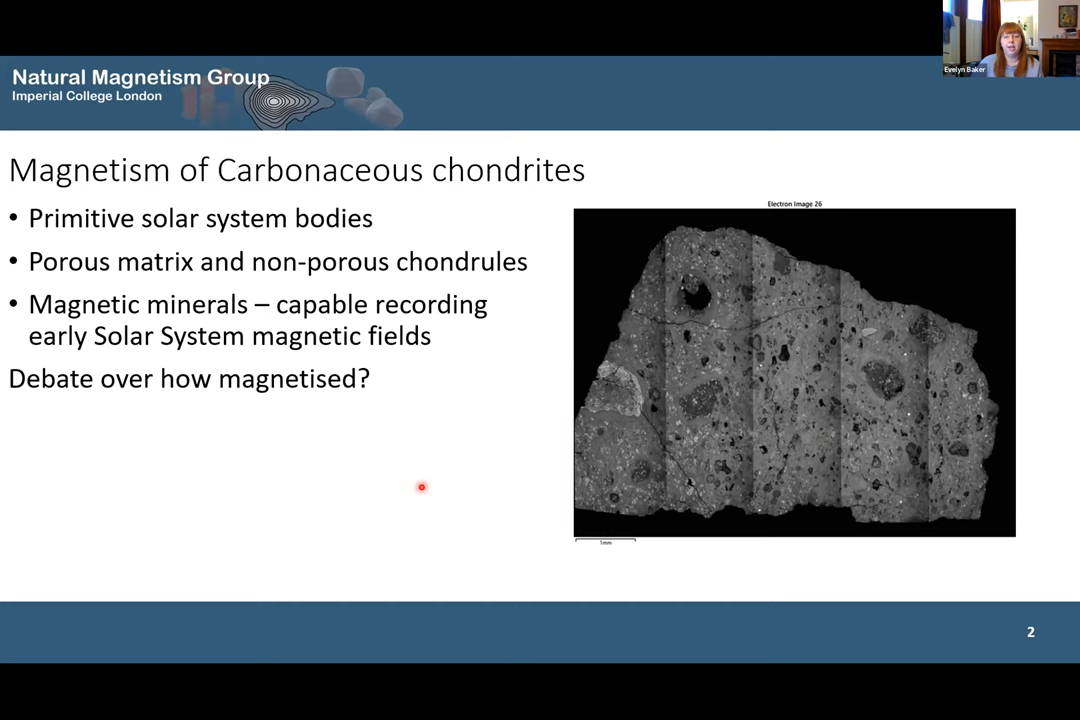 Evelyn Baker
Natural Magnetism Group
Imperial College London
Magnetism of Carbonaceous chondrites
• Primitive solar system bodies
• Porous matrix and non-porous chondrules
• Magnetic minerals – capable recording
early Solar System magnetic fields
Debate over how magnetised?
Electron Image 26
1mm
2